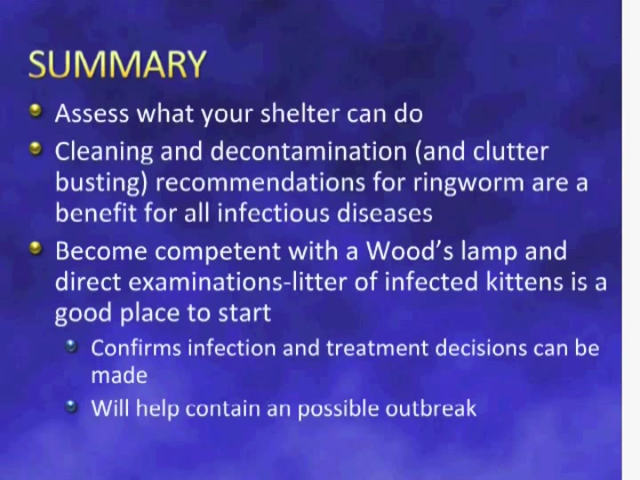 SUMMARY
Assess what your shelter can do
Cleaning and decontamination (and clutter
busting) recommendations for ringworm are a
benefit for all infectious diseases
Become competent with a Wood’s lamp and
direct examinations-litter of infected kittens is a
good place to start
Confirms infection and treatment decisions can be
made
Will help contain an possible outbreak